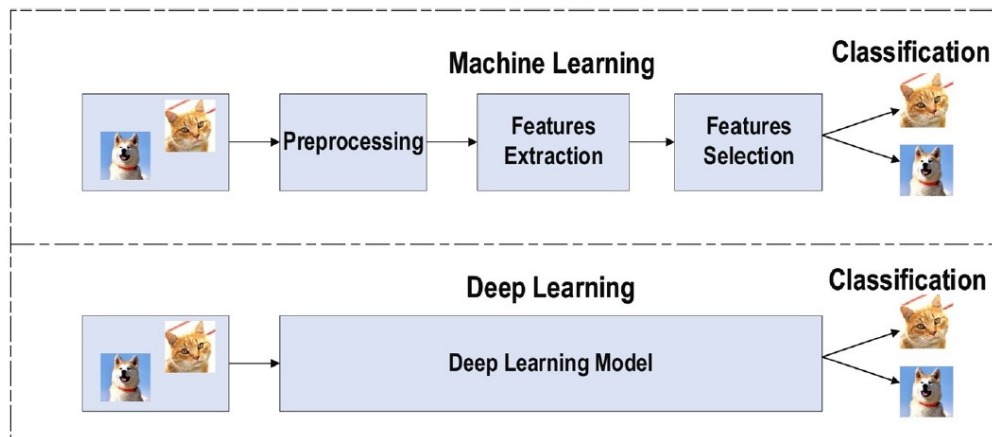 Machine Learning
Classification
Preprocessing
Features
Extraction
Features
Selection
Deep Learning
Classification
Deep Learning Model